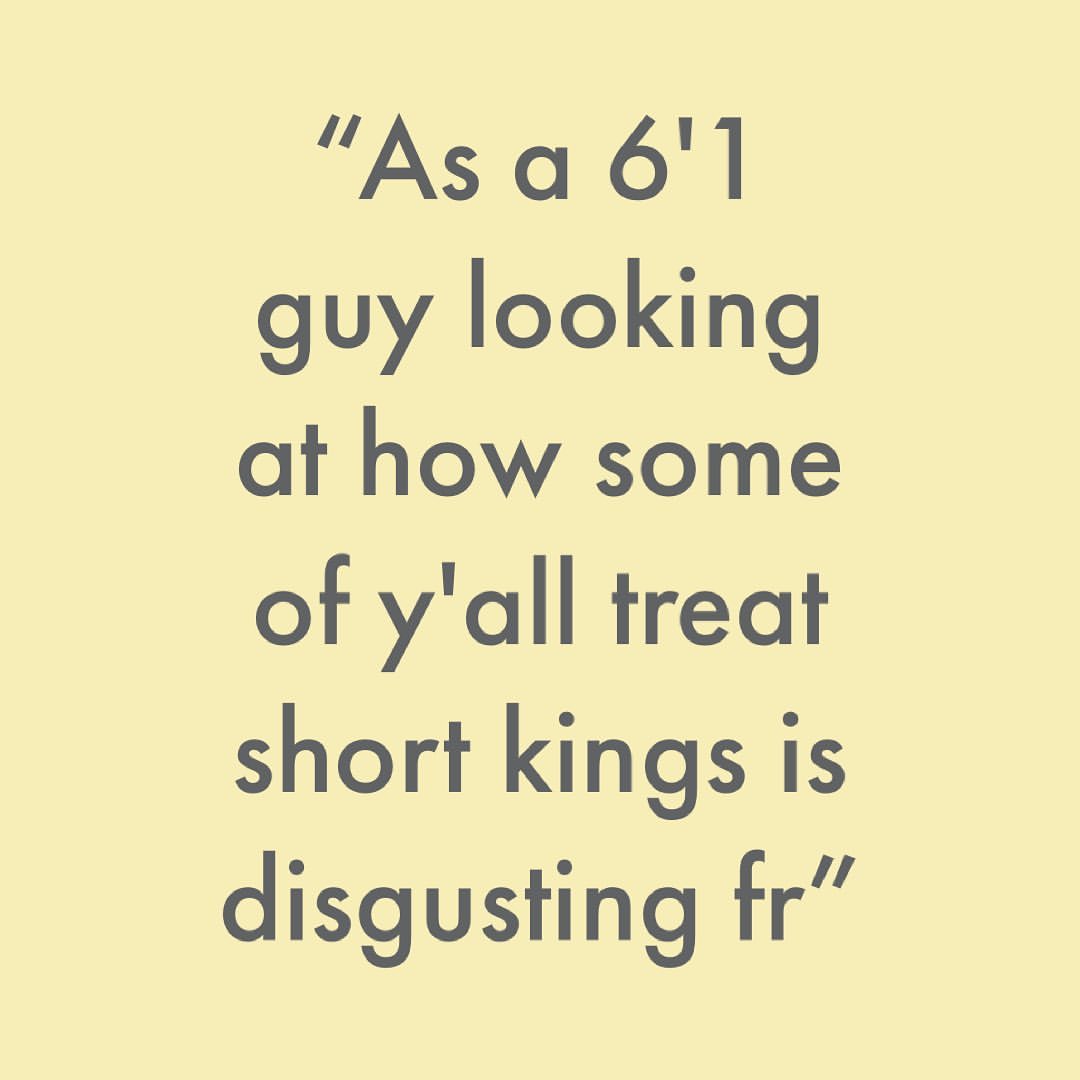 “As a 6'1
guy looking
at how some
of y'all treat
short kings is
disgusting fr”